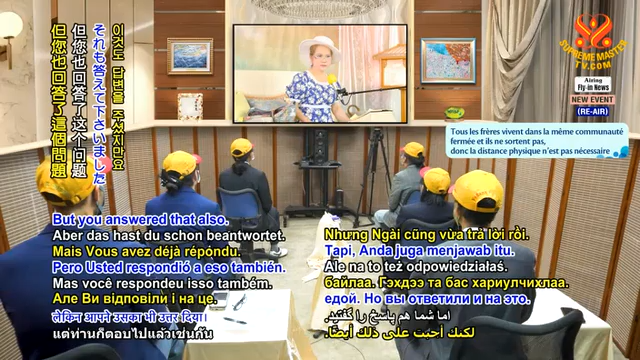 但您也回答了這個問題
但您也回答了这个问题
それも答えて下さいました
이것도 답변을 주셨지만요
SUPREME MASTER
TV.COM
Airing
Fly-in News
NEW EVENT
(RE-AIR)
Tous les frères vivent dans la même communauté
fermée et ils ne sortent pas,
donc la distance physique n'est pas nécessaire
But you answered that also.
Aber das hast du schon beantwortet.
Mais Vous avez déjà répondu.
Pero Usted respondió a eso también.
Mas você respondeu isso também.
Але Ви відповіли і на це.
लेकिन आपने उसका भी उत्तर दिया।
แต่ท่านก็ตอบไปแล้วเช่นกัน
Nhưng Ngài cũng vừa trả lời rồi.
Tapi, Anda juga menjawab itu.
Ale na to też odpowiedziałaś.
байлаа. Гэхдээ та бас хариулчихлаа.
едой. Но вы ответили и на это.
اما شما هم پاسخ را گفتید.
لكنك أجبت على ذلك أيضًا.